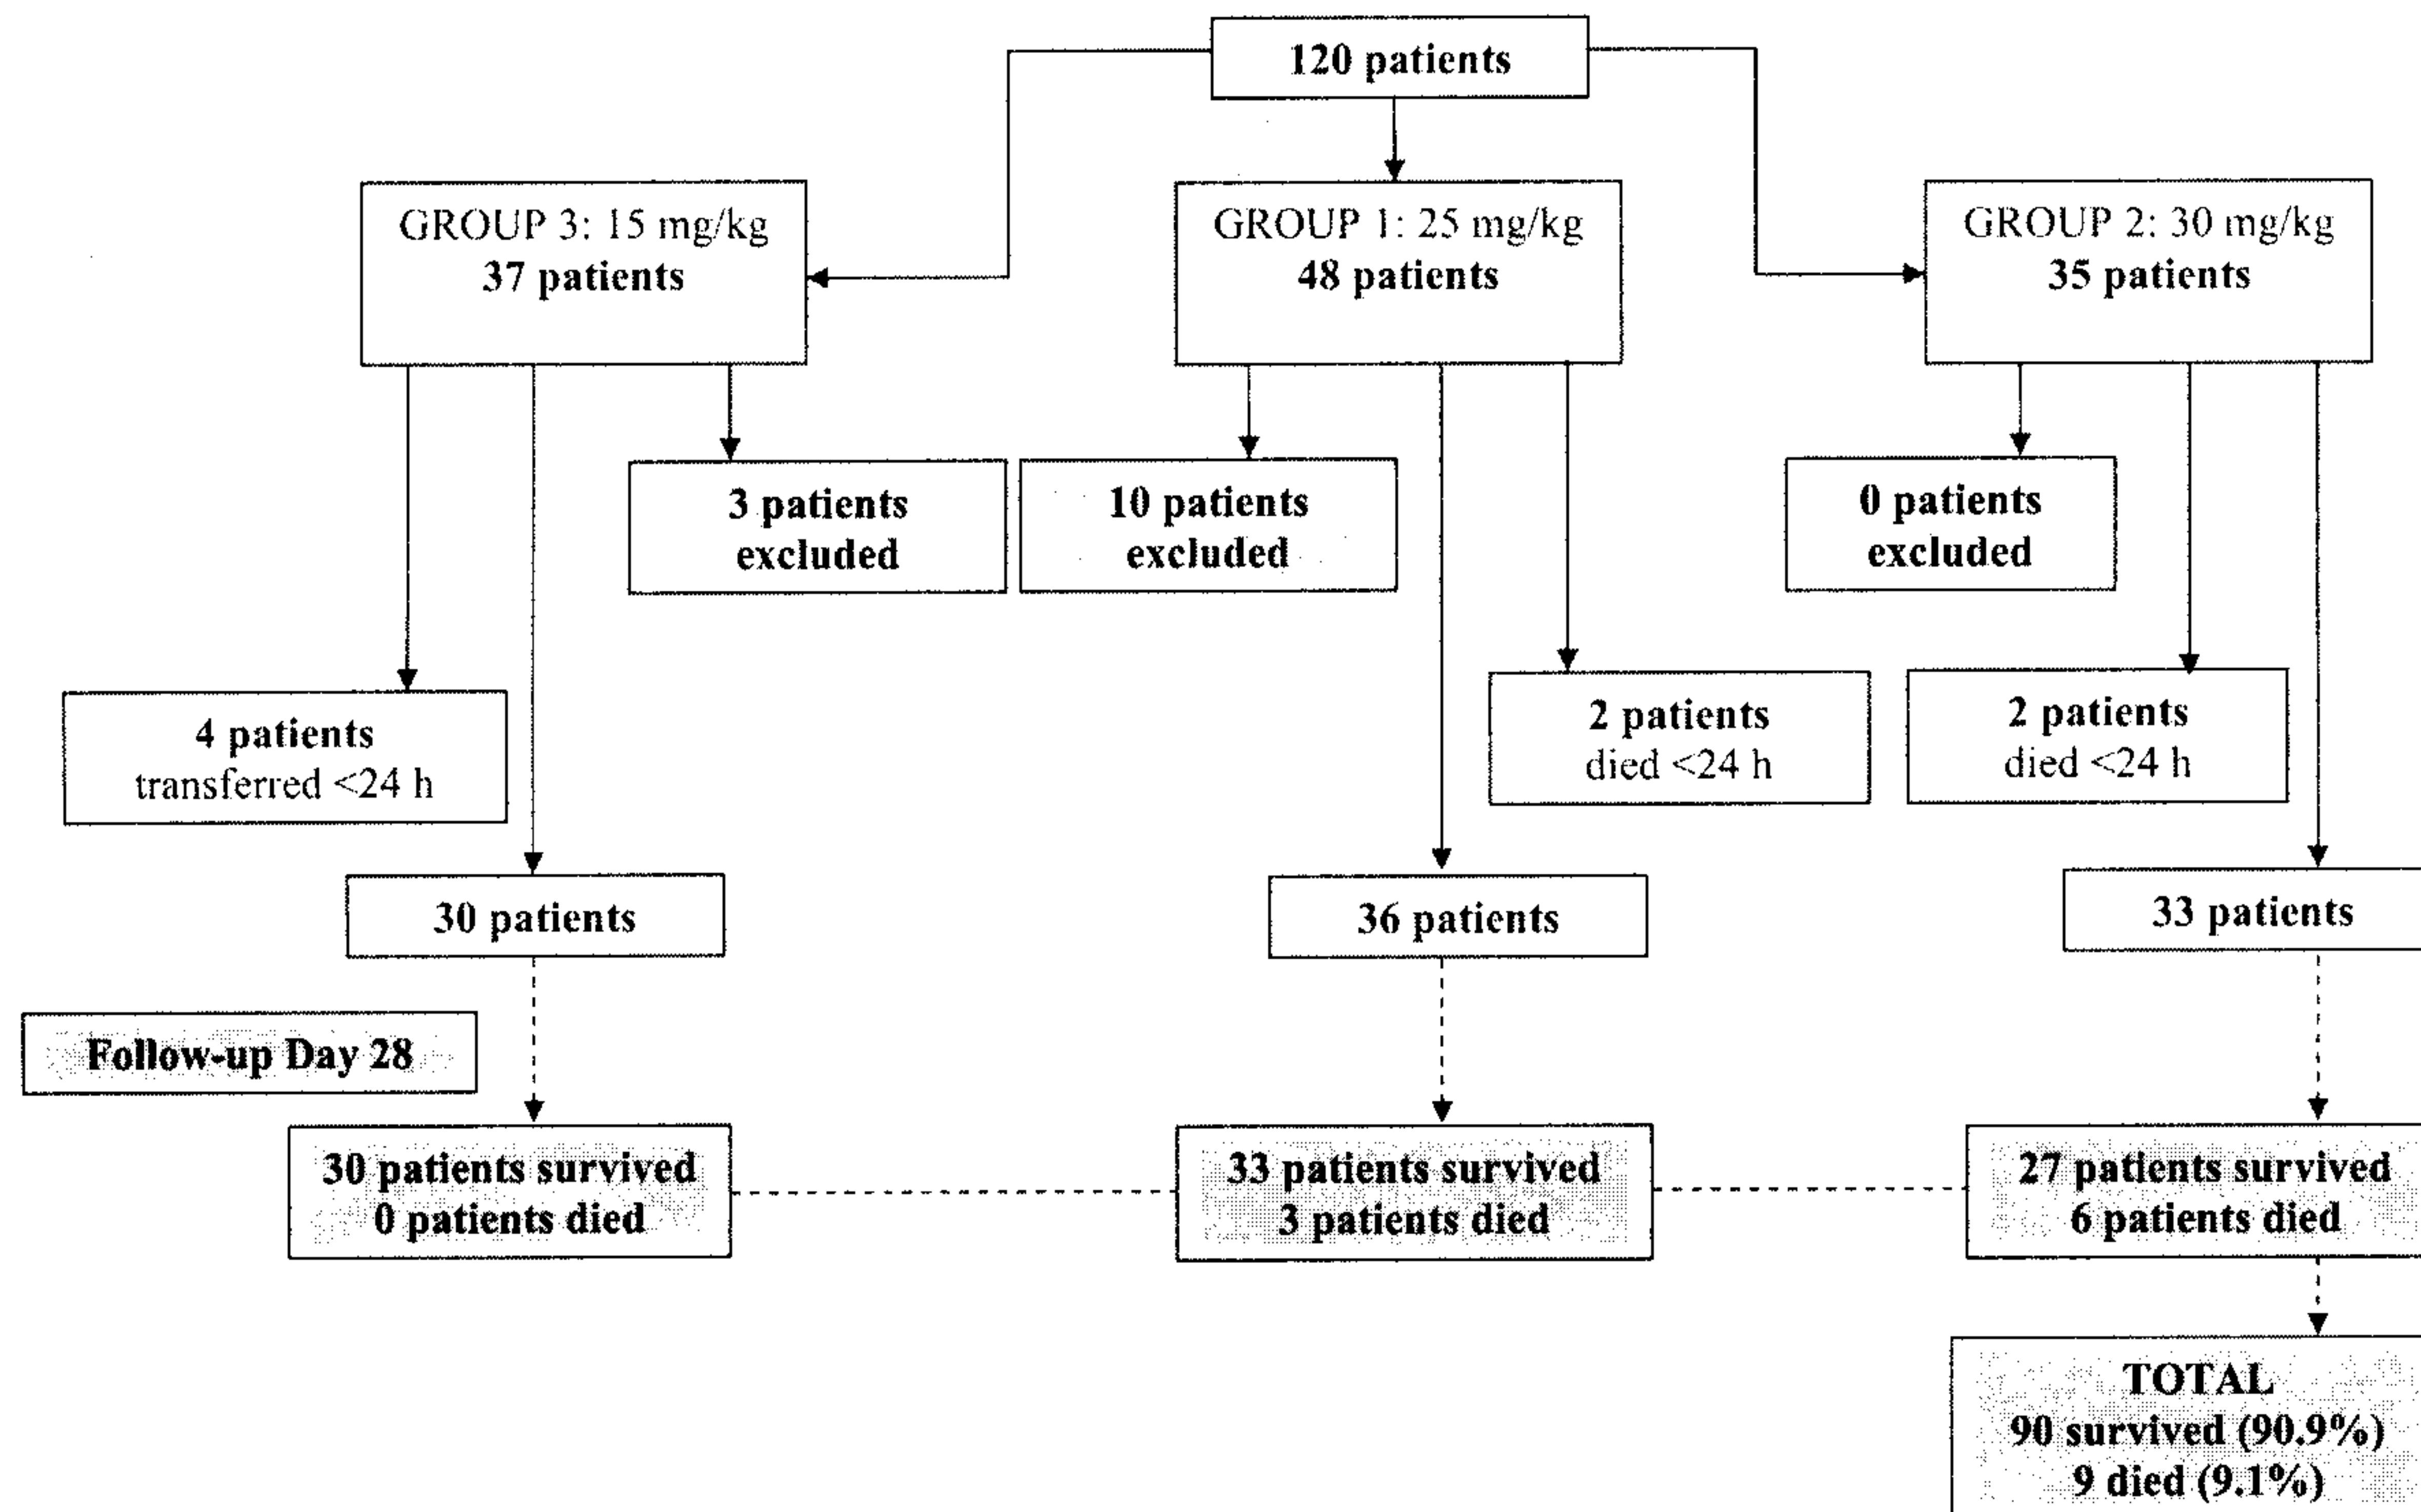 120 patients
GROUP 3: 15 mg/kg
37 patients
GROUP 1: 25 mg/kg
48 patients
GROUP 2: 30 mg/kg
35 patients
3 patients
excluded
10 patients
excluded
0 patients
excluded
4 patients
transferred <24 h
2 patients
died <24 h
2 patients
died <24 h
30 patients
36 patients
33 patients
Follow-up Day 28
30 patients survived
0 patients died
33 patients survived
3 patients died
27 patients survived
6 patients died
TOTAL
90 survived (90.9%)
9 died (9.1%)